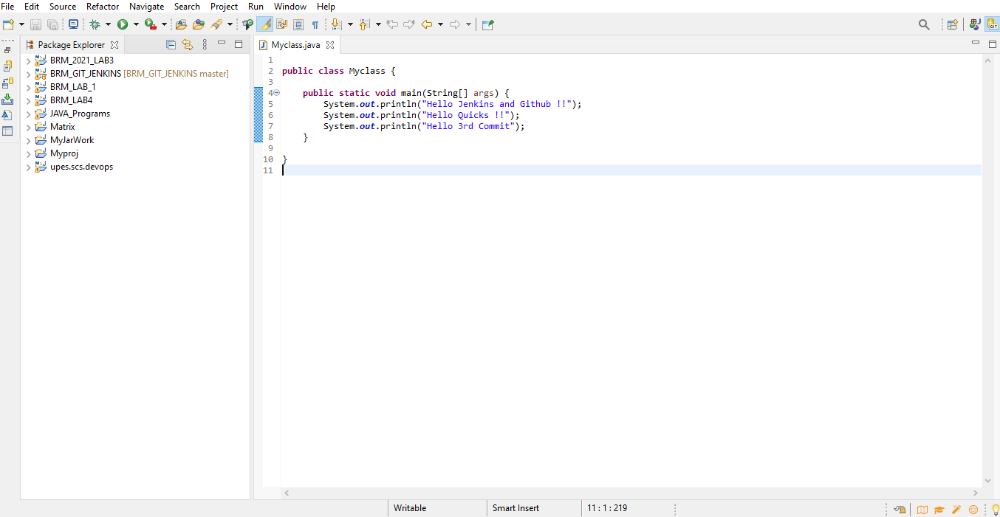 File Edit Source Refactor Navigate Search Project Run Window Help
Package Explorer
BRM_2021_LAB3
BRM_GIT_JENKINS [BRM_GIT_JENKINS master]
BRM_LAB_1
BRM_LAB4
JAVA_Programs
Matrix
MyJarWork
Myproj
upes.scs.devops
Myclass.java
1
2 public class Myclass {
3
4 public static void main(String[] args) {
5 System.out.println("Hello Jenkins and Github !!");
6 System.out.println("Hello Quicks !!");
7 System.out.println("Hello 3rd Commit");
8 }
9
10 }
11
Writable Smart Insert 11 : 1 : 219